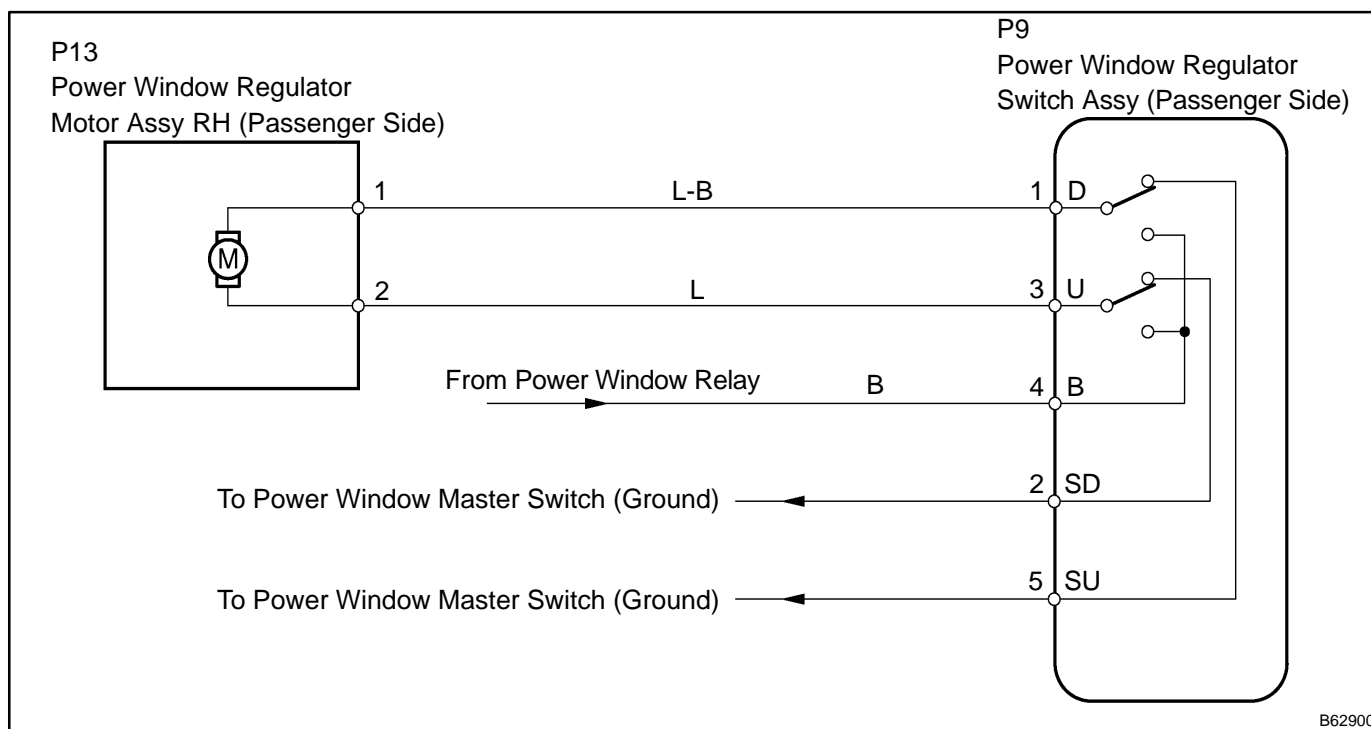 P13
Power Window Regulator
Motor Assy RH (Passenger Side)
P9
Power Window Regulator
Switch Assy (Passenger Side)
M
1 L-B 1 D
2 L 3 U
From Power Window Relay B 4 B
To Power Window Master Switch (Ground) 2 SD
To Power Window Master Switch (Ground) 5 SU
B62900